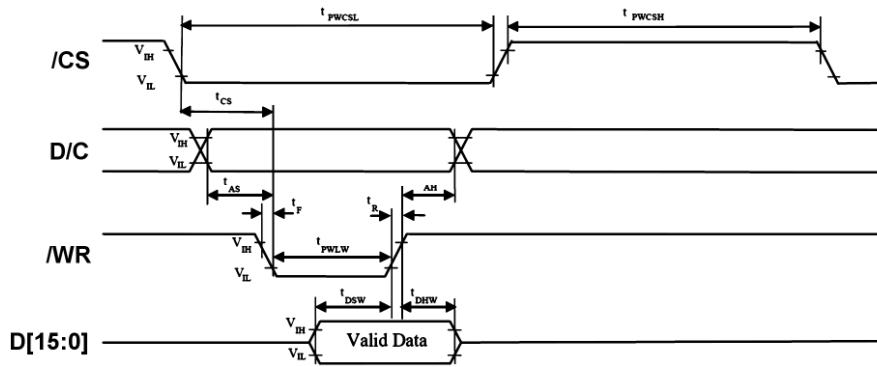 t PWCSL
t PWCSH
/CS
VIH
VIL
tCS
D/C
VIH
VIL
tAS
tF
tR
AH
/WR
VIH
VIL
tPWLW
tDSW
tDHW
D[15:0]
VIH
VIL
Valid Data